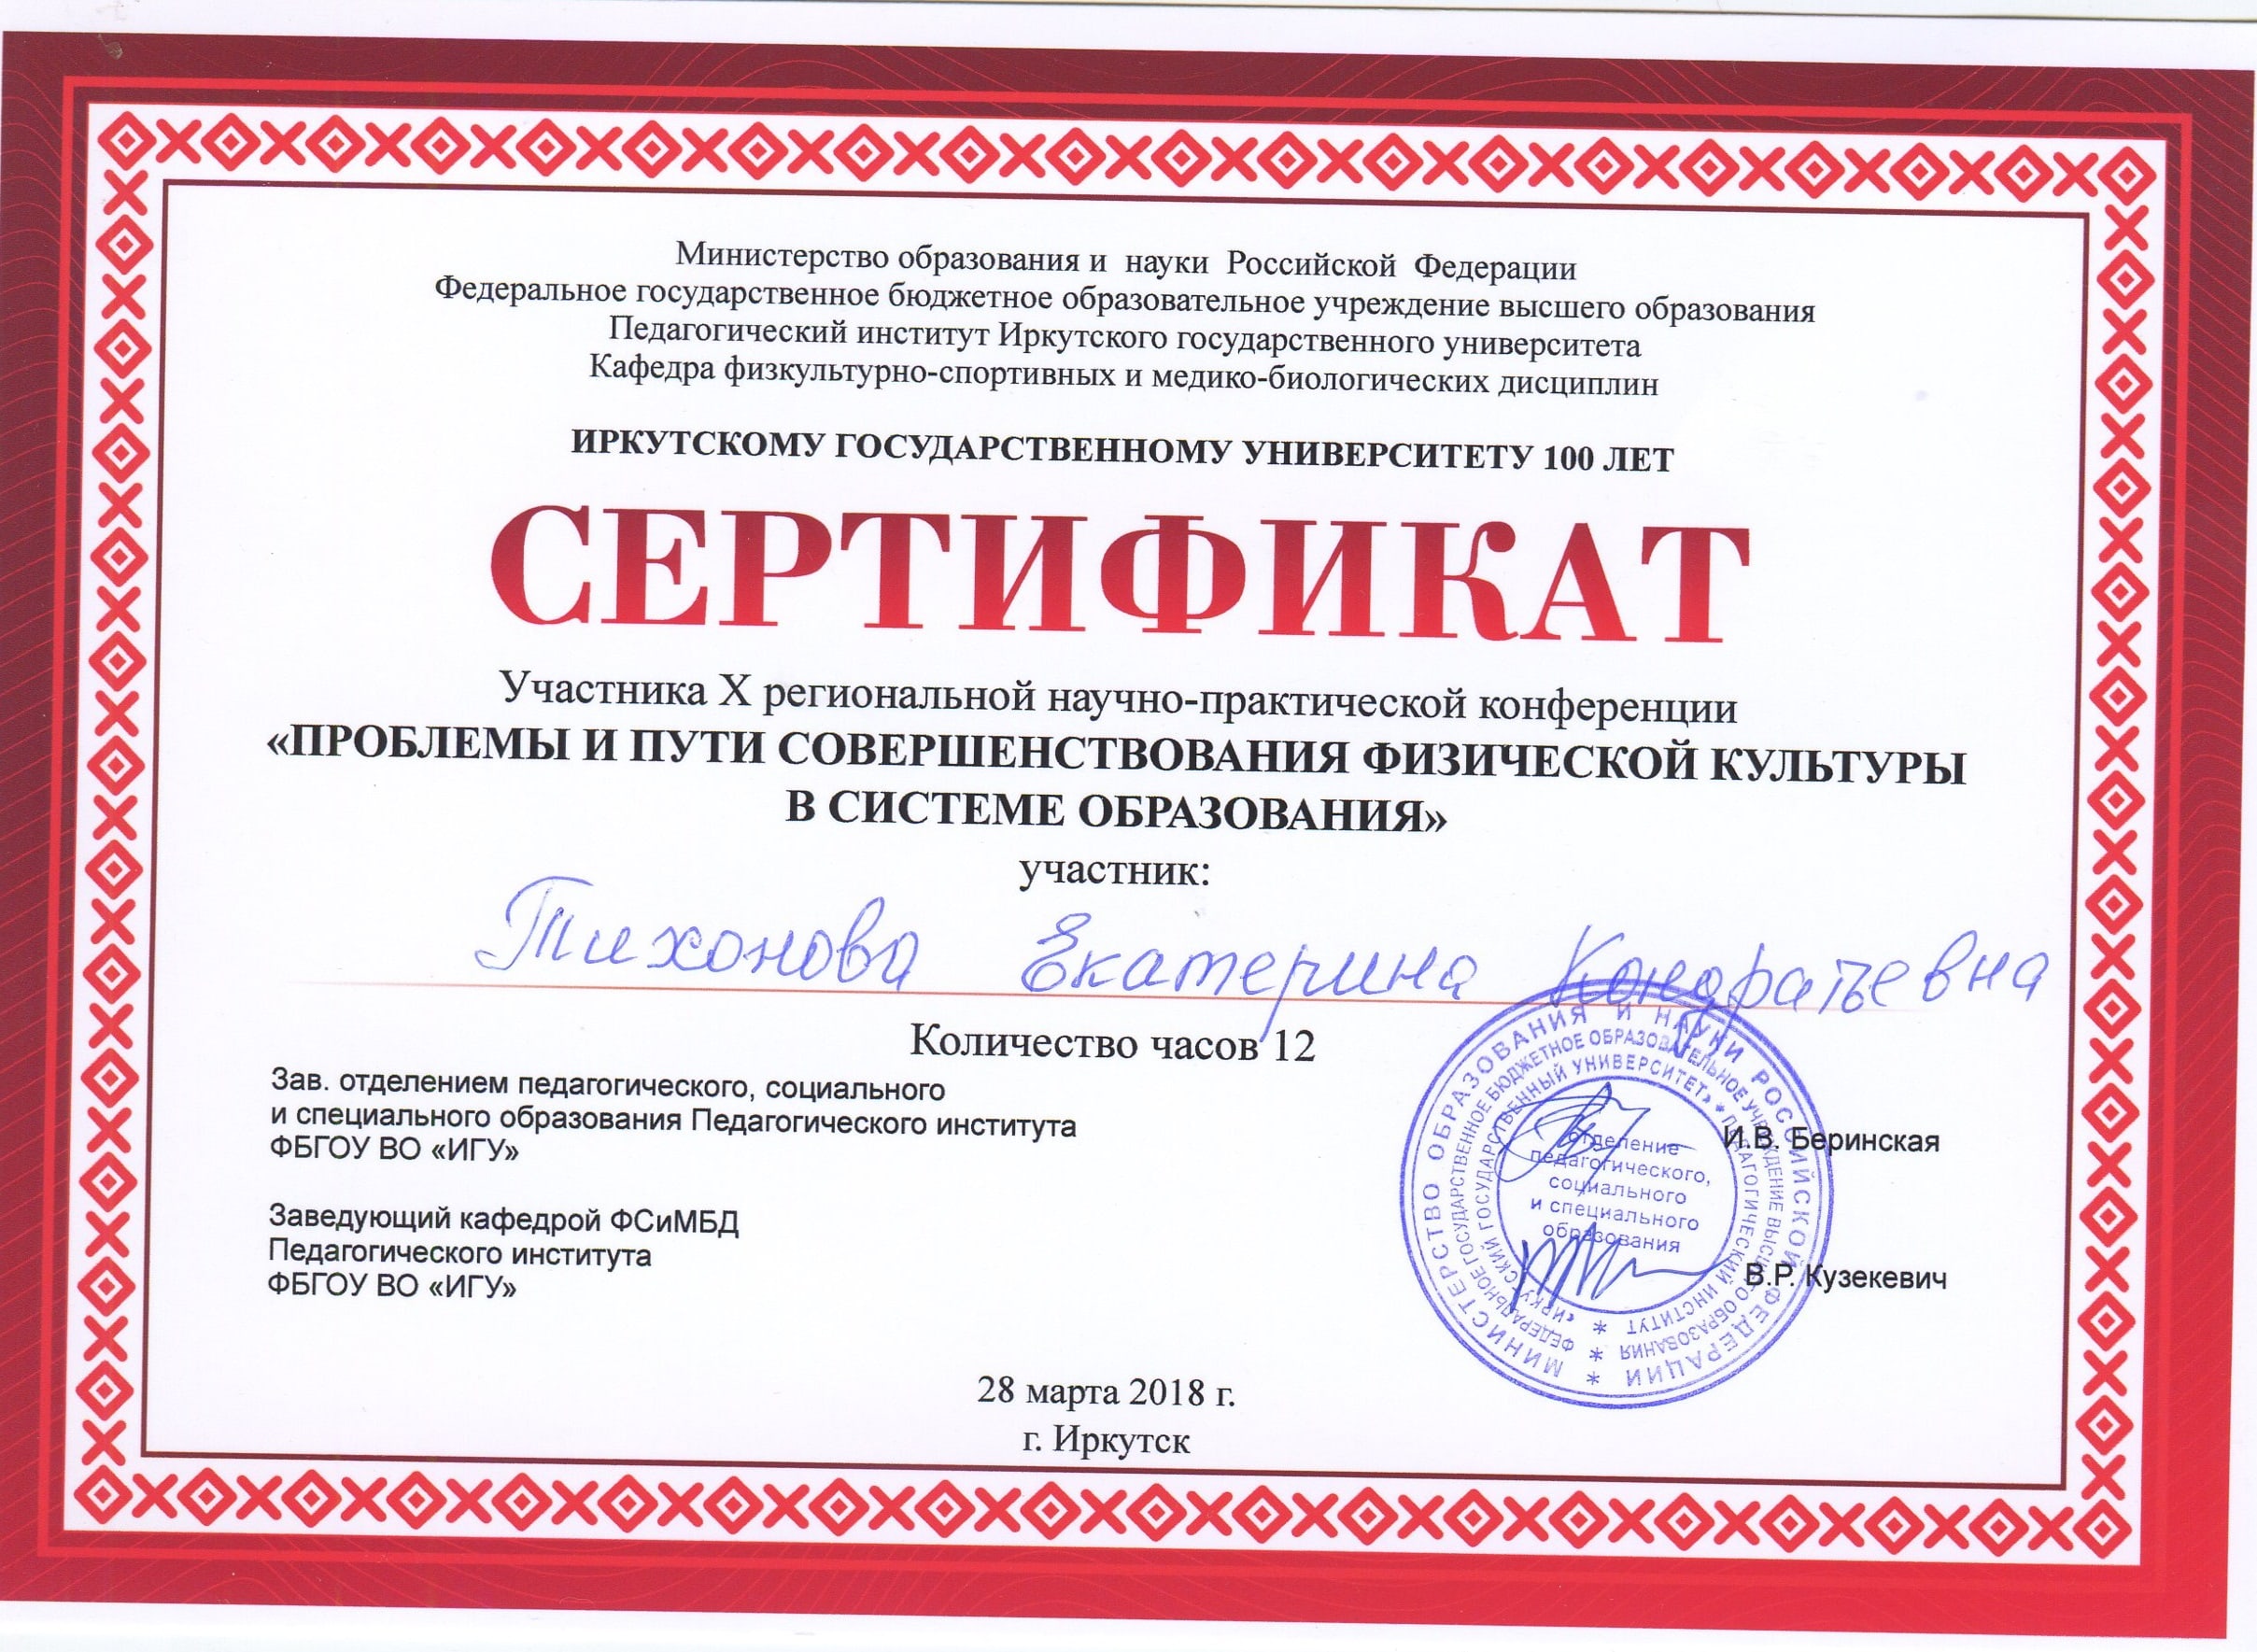 Министерство образования и науки Российской Федерации
Федеральное государственное бюджетное образовательное учреждение высшего образования
Педагогический институт Иркутского государственного университета
Кафедра физкультурно-спортивных и медико-биологических дисциплин
ИРКУТСКОМУ ГОСУДАРСТВЕННОМУ УНИВЕРСИТЕТУ 100 ЛЕТ
СЕРТИФИКАТ
Участника X региональной научно-практической конференции
«ПРОБЛЕМЫ И ПУТИ СОВЕРШЕНСТВОВАНИЯ ФИЗИЧЕСКОЙ КУЛЬТУРЫ
В СИСТЕМЕ ОБРАЗОВАНИЯ»
участник:
Тихонова Екатерина Кондратьевна
Количество часов 12
Зав. отделением педагогического, социального
и специального образования Педагогического института
ФБГОУ ВО «ИГУ»
И.В. Беринская
Заведующий кафедрой ФСиМБД
Педагогического института
ФБГОУ ВО «ИГУ»
В.Р. Кузекевич
МИНИСТЕРСТВО ОБРАЗОВАНИЯ И НАУКИ РОССИЙСКОЙ ФЕДЕРАЦИИ
ФЕДЕРАЛЬНОЕ ГОСУДАРСТВЕННОЕ БЮДЖЕТНОЕ ОБРАЗОВАТЕЛЬНОЕ УЧРЕЖДЕНИЕ ВЫСШЕГО ОБРАЗОВАНИЯ
«ИРКУТСКИЙ ГОСУДАРСТВЕННЫЙ УНИВЕРСИТЕТ» * ПЕДАГОГИЧЕСКИЙ ИНСТИТУТ
отделение
педагогического,
социального
и специального
образования
28 марта 2018 г.
г. Иркутск